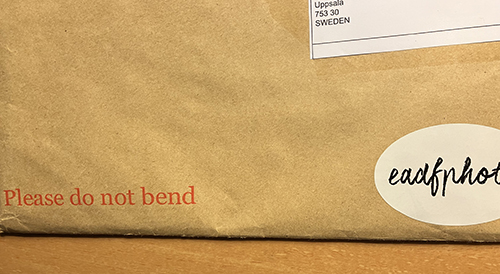 Uppsala
753 30
SWEDEN
Please do not bend
eadfphot